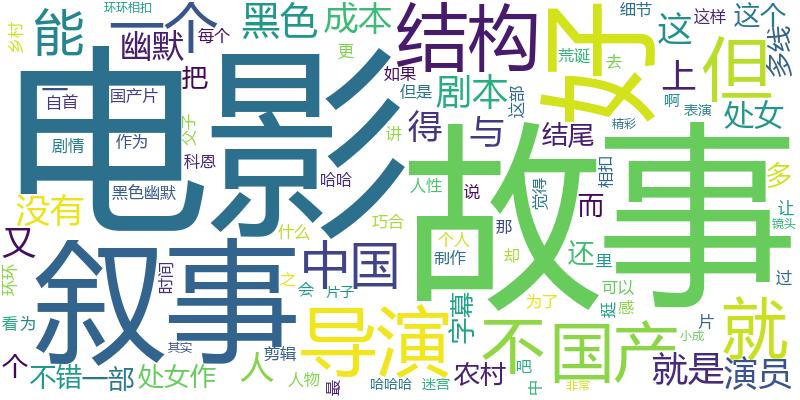 环环相扣
乡村
能
一个
黑色
成本
结构
好
细节
这
这样
这个
幽默
每个
更
荒诞
去
多线
但
把
如果
但是
剧本
这部
上
啊
表演
处女
一
自首
国产片
电影
剧情
作为
父子
讲
得
与
结尾
精彩
科恩
哈哈
黑色幽默
人性
说
觉得
相扣
故事
而
多
让
镜头
没有
又
巧合
什么
个人
那
制作
却
还
里
过
环环
叙事
时间
中国
之
会
片子
字幕
为了
可以
挺
感
片
看为
导演
不
国产
小成
就
个
不错
一部
处女作
其实
人
剪辑
人物
最
哈哈哈
迷宫
农村
吧
中
非常
就是
演员